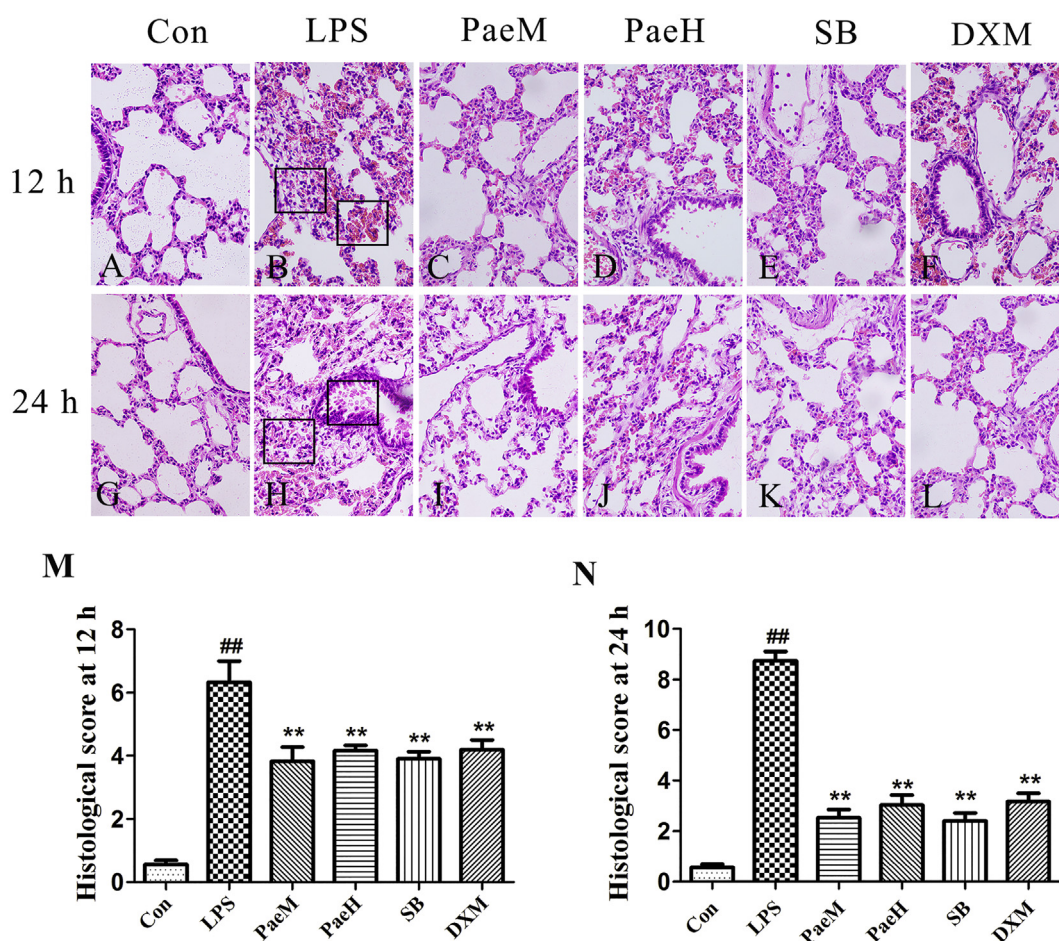 Con LPS PaeM PaeH SB DXM
12 h
A B C D E F
24 h
G H I J K L
M
Histological score at 12 h
8
6
4
2
0
##
**
**
**
**
Con LPS PaeM PaeH SB DXM
N
Histological score at 24 h
10
8
6
4
2
0
##
**
**
**
**
Con LPS PaeM PaeH SB DXM